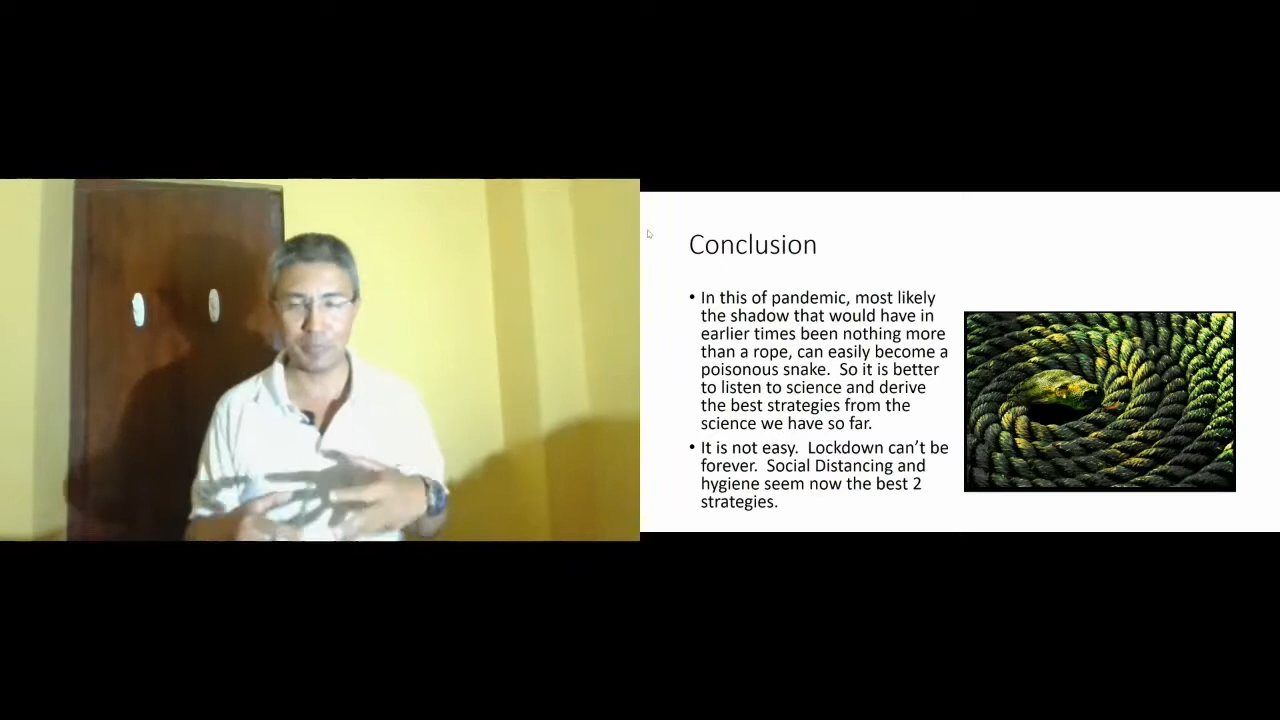 Conclusion
• In this of pandemic, most likely
the shadow that would have in
earlier times been nothing more
than a rope, can easily become a
poisonous snake.  So it is better
to listen to science and derive
the best strategies from the
science we have so far.
• It is not easy.  Lockdown can’t be
forever.  Social Distancing and
hygiene seem now the best 2
strategies.